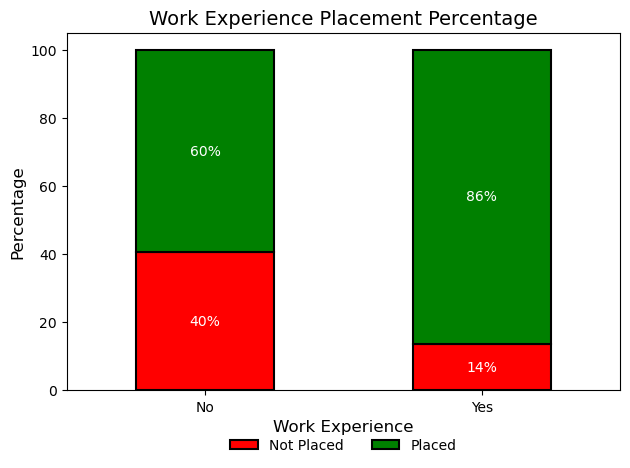 Work Experience Placement Percentage
Percentage
100
80
60
40
20
0
60%
40%
86%
14%
No
Yes
Work Experience
Not Placed
Placed